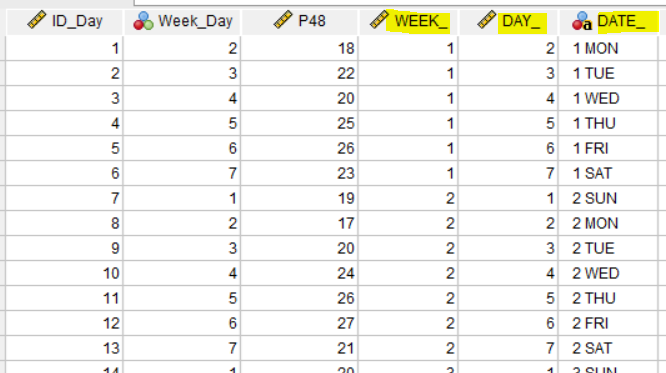 ID_Day Week_Day P48 WEEK_ DAY_ a DATE_
1 2 18 1 2 1 MON
2 3 22 1 3 1 TUE
3 4 20 1 4 1 WED
4 5 25 1 5 1 THU
5 6 26 1 6 1 FRI
6 7 23 1 7 1 SAT
7 1 19 2 1 2 SUN
8 2 17 2 2 2 MON
9 3 20 2 3 2 TUE
10 4 24 2 4 2 WED
11 5 26 2 5 2 THU
12 6 27 2 6 2 FRI
13 7 21 2 7 2 SAT
14 1 20 3 1 3 SUN